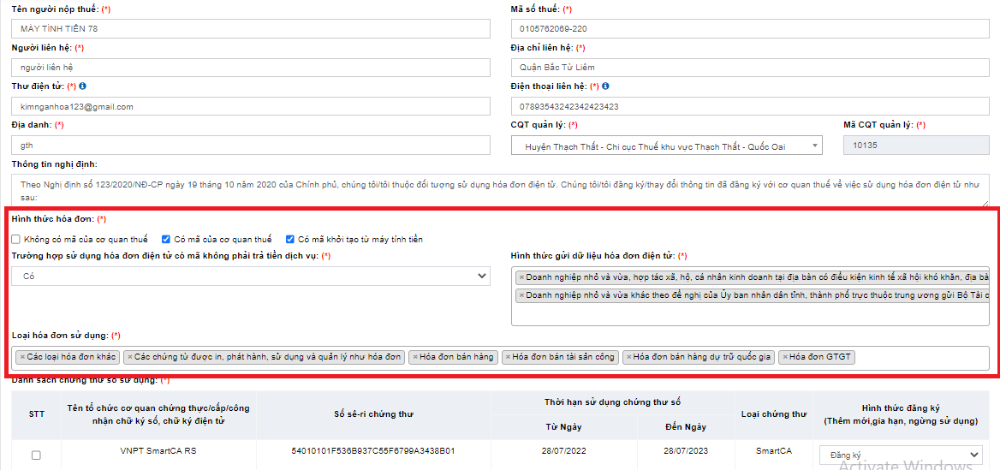 Tên người nộp thuế: (*) Mã số thuế: (*)
MÁY TÍNH TIỀN 78 0105762069-220
Người liên hệ: (*) Địa chỉ liên hệ: (*)
người liên hệ Quận Bắc Từ Liêm
Thư điện tử: (*) Điện thoại liên hệ: (*)
kimnganhoa123@gmail.com 07893543242342423423
Địa danh: (*) CQT quản lý: (*) Mã CQT quản lý: (*)
gth Huyện Thạch Thất - Chi cục Thuế khu vực Thạch Thất - Quốc Oai 10135
Thông tin nghị định:
Theo Nghị định số 123/2020/NĐ-CP ngày 19 tháng 10 năm 2020 của Chính phủ, chúng tôi/tôi thuộc đối tượng sử dụng hóa đơn điện tử. Chúng tôi/tôi đăng ký/thay đổi thông tin đã đăng ký với cơ quan thuế về việc sử dụng hóa đơn điện tử như
sau:
Hình thức hóa đơn: (*)
Không có mã của cơ quan thuế Có mã của cơ quan thuế Có mã khởi tạo từ máy tính tiền
Trường hợp sử dụng hóa đơn điện tử có mã không phải trả tiền dịch vụ: (*) Hình thức gửi dữ liệu hóa đơn điện tử: (*)
Có × Doanh nghiệp nhỏ và vừa, hợp tác xã, hộ, cá nhân kinh doanh tại địa bàn có điều kiện kinh tế xã hội khó khăn, địa bà
× Doanh nghiệp nhỏ và vừa khác theo đề nghị của Ủy ban nhân dân tỉnh, thành phố trực thuộc trung ương gửi Bộ Tài c
Loại hóa đơn sử dụng: (*)
× Các loại hóa đơn khác × Các chứng từ được in, phát hành, sử dụng và quản lý như hóa đơn × Hóa đơn bán hàng × Hóa đơn bán tài sản công × Hóa đơn bán hàng dự trữ quốc gia × Hóa đơn GTGT
Danh sách chứng thư số sử dụng: (*)
STT Tên tổ chức cơ quan chứng thực/cấp/công nhận chữ ký số, chữ ký điện tử Số sê-ri chứng thư Thời hạn sử dụng chứng thư số Loại chứng thư Hình thức đăng ký (Thêm mới,gia hạn, ngừng sử dụng)
Từ Ngày Đến Ngày
VNPT SmartCA RS 54010101F536B937C55F6799A3438B01 28/07/2022 28/07/2023 SmartCA Đăng ký
Activate Windows